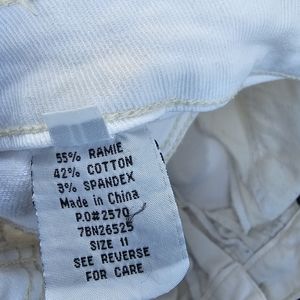 55% RAMIE
42% COTTON
3% SPANDEX
Made in China
P.O#2570
7BN26525
SIZE 11
SEE REVERSE
FOR CARE